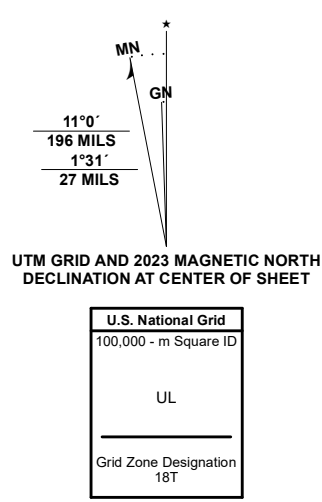 ★
MN
GN
11°0´
196 MILS
1°31´
27 MILS
UTM GRID AND 2023 MAGNETIC NORTH
DECLINATION AT CENTER OF SHEET
U.S. National Grid
100,000 - m Square ID
UL
Grid Zone Designation
18T